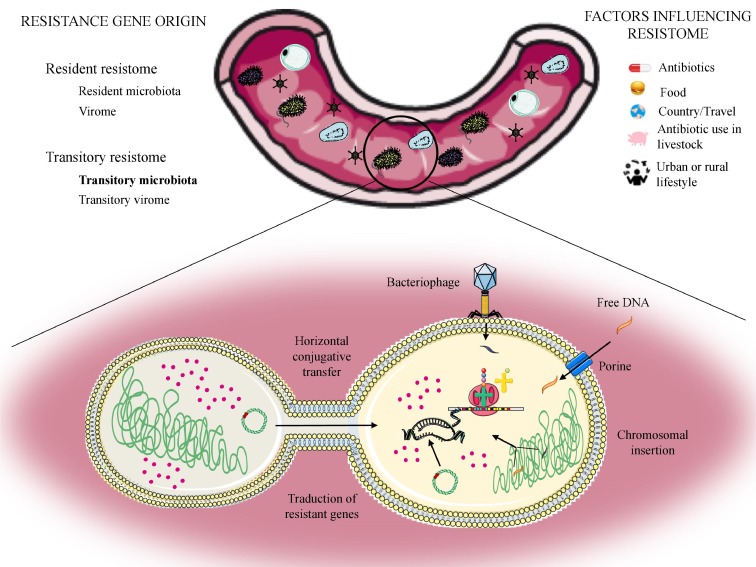 RESISTANCE GENE ORIGIN
Resident resistome
Resident microbiota
Virome
Transitory resistome
Transitory microbiota
Transitory virome
FACTORS INFLUENCING
RESISTOME
Antibiotics
Food
Country/Travel
Antibiotic use in
livestock
Urban or rural
lifestyle
Bacteriophage
Free DNA
Horizontal
conjugative
transfer
Porine
Chromosomal
insertion
Traduction of
resistant genes